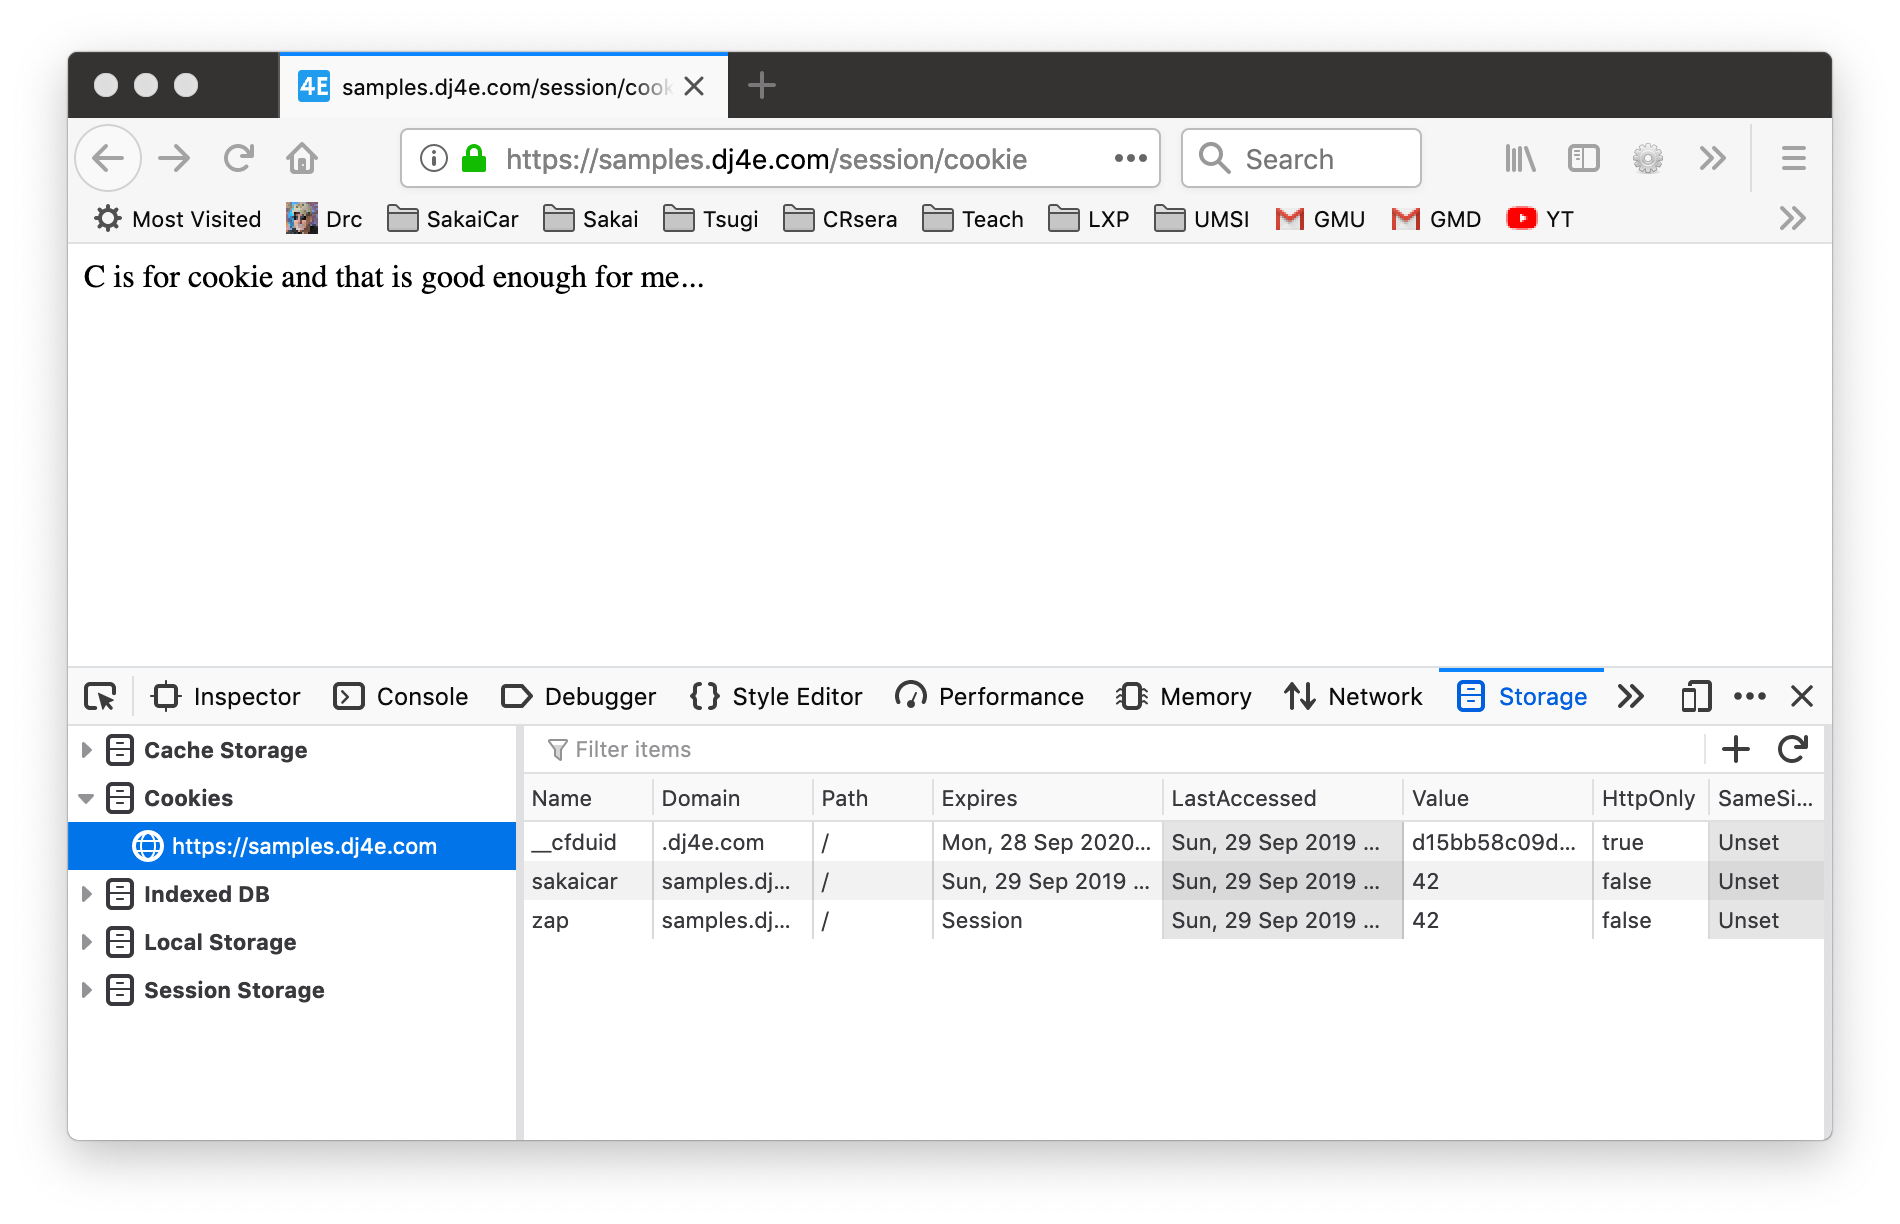 4E samples.dj4e.com/session/cook
https://samples.dj4e.com/session/cookie ••• Search
Most Visited Drc SakaiCar Sakai Tsugi CRsera Teach LXP UMSI GMU GMD YT
C is for cookie and that is good enough for me...
Inspector Console Debugger Style Editor Performance Memory Network Storage
Cache Storage
Cookies
https://samples.dj4e.com
Indexed DB
Local Storage
Session Storage
Filter items
Name Domain Path Expires LastAccessed Value HttpOnly SameSi...
__cfduid .dj4e.com / Mon, 28 Sep 2020... Sun, 29 Sep 2019 ... d15bb58c09d... true Unset
sakaicar samples.dj... / Sun, 29 Sep 2019 ... Sun, 29 Sep 2019 ... 42 false Unset
zap samples.dj... / Session Sun, 29 Sep 2019 ... 42 false Unset